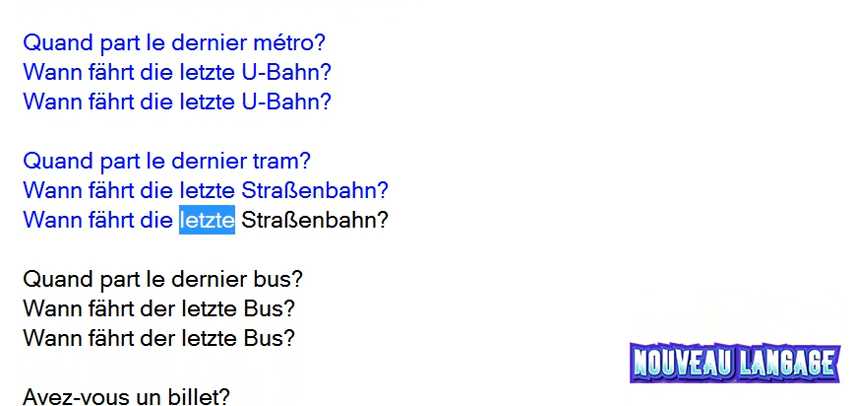 Quand part le dernier métro?
Wann fährt die letzte U-Bahn?
Wann fährt die letzte U-Bahn?
Quand part le dernier tram?
Wann fährt die letzte Straßenbahn?
Wann fährt die letzte Straßenbahn?
Quand part le dernier bus?
Wann fährt der letzte Bus?
Wann fährt der letzte Bus?
NOUVEAU LANGAGE
Avez-vous un billet?